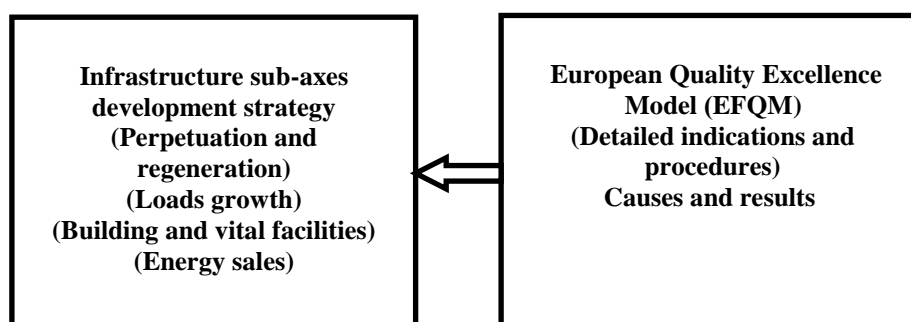 Infrastructure sub-axes
development strategy
(Perpetuation and
regeneration)
(Loads growth)
(Building and vital facilities)
(Energy sales)
European Quality Excellence
Model (EFQM)
(Detailed indications and
procedures)
Causes and results